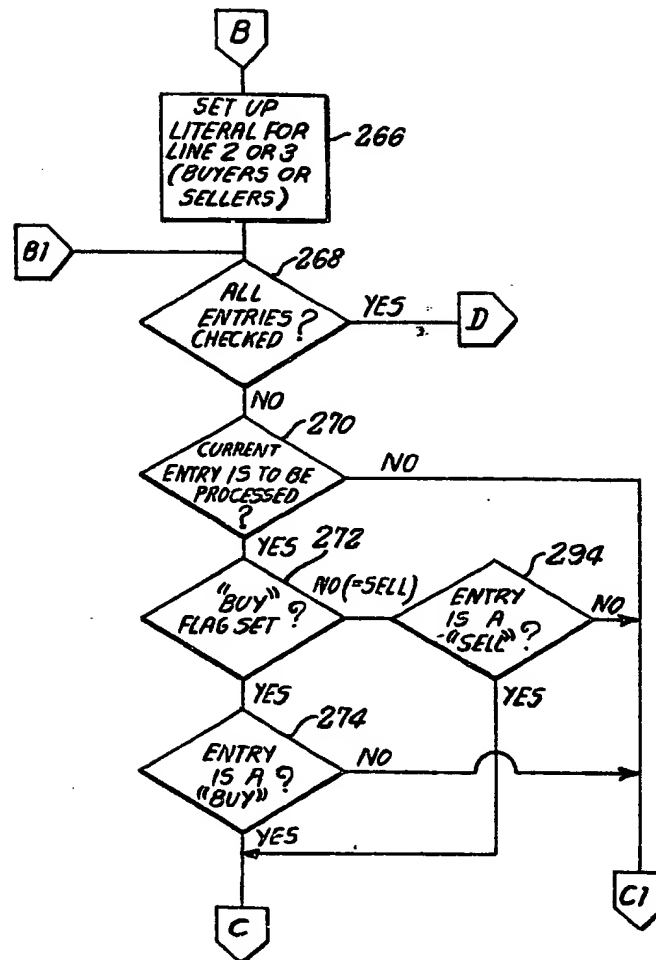 B
SET UP
LITERAL FOR
LINE 2 OR 3
(BUYERS OR
SELLERS)
266
B1
268
ALL
ENTRIES
CHECKED ?
YES
D
NO
270
CURRENT
ENTRY IS TO BE
PROCESSED
?
NO
YES
272
"BUY"
FLAG SET ?
NO (=SELL)
294
ENTRY
IS A
"SELL" ?
NO
YES
YES
274
ENTRY
IS A
"BUY" ?
NO
YES
C
C1